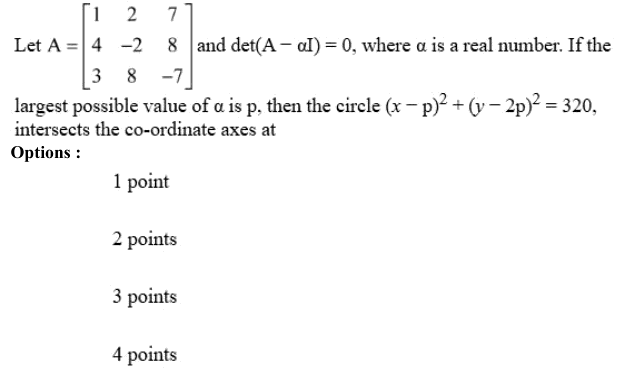 1 2 7
Let A = 4 −2 8 and det(A − αI) = 0, where α is a real number. If the
3 8 −7
largest possible value of α is p, then the circle (x − p)² + (y − 2p)² = 320,
intersects the co-ordinate axes at
Options :
1 point
2 points
3 points
4 points